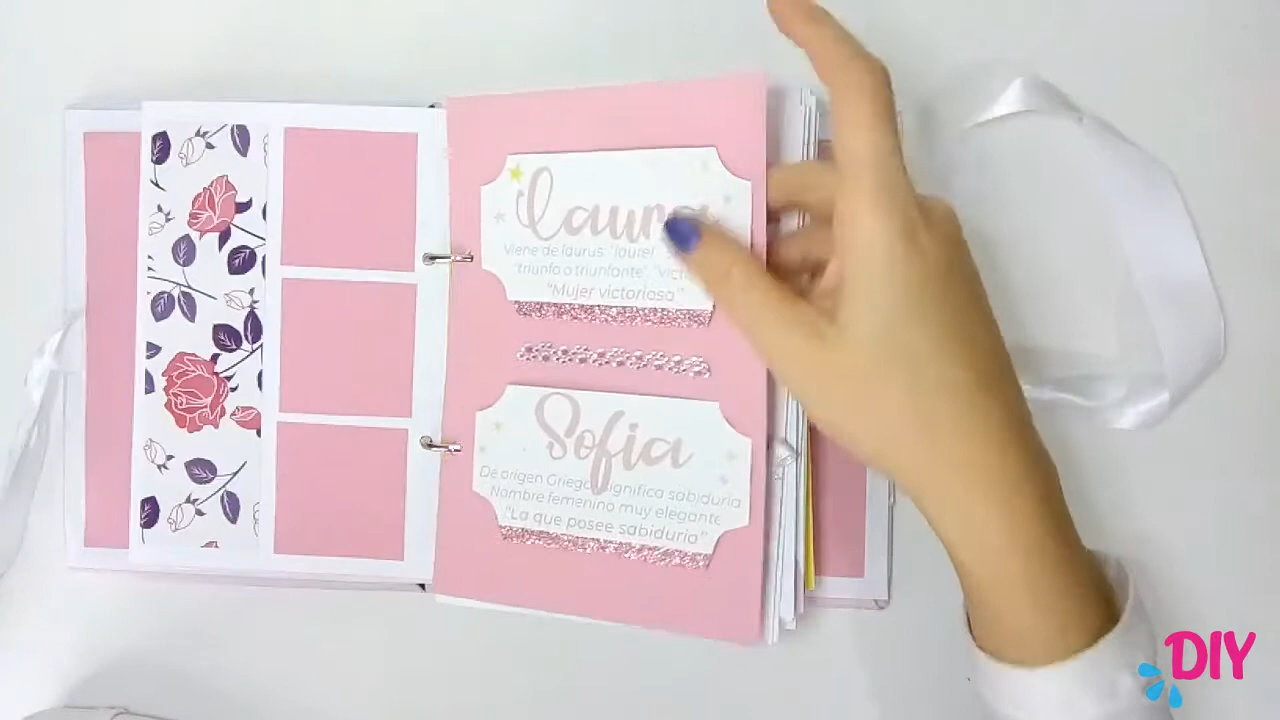 Laura
Viene de laurus "laurel"
"triunfo o triunfante",
"Mujer victoriosa"
Sofia
De origen Griego significa sabiduria
Nombre femenino muy elegante
"La que posee sabiduria"
DIY